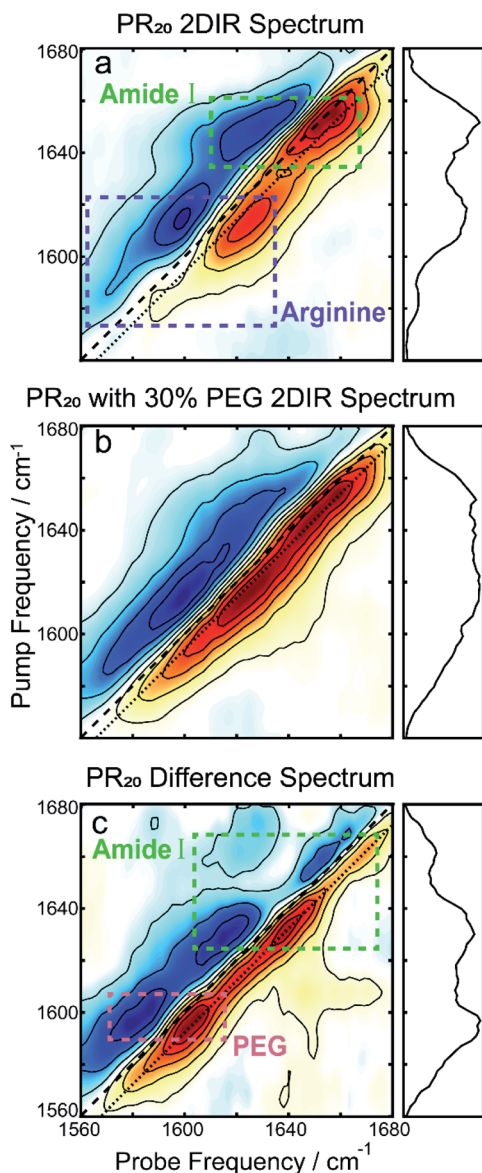 PR₂₀ 2DIR Spectrum
1680
a
Amide I
1640
1600
Arginine
PR₂₀ with 30% PEG 2DIR Spectrum
1680
b
1640
1600
Pump Frequency / cm⁻¹
PR₂₀ Difference Spectrum
1680
c
Amide I
1640
1600
PEG
1560
1560 1600 1640 1680
Probe Frequency / cm⁻¹